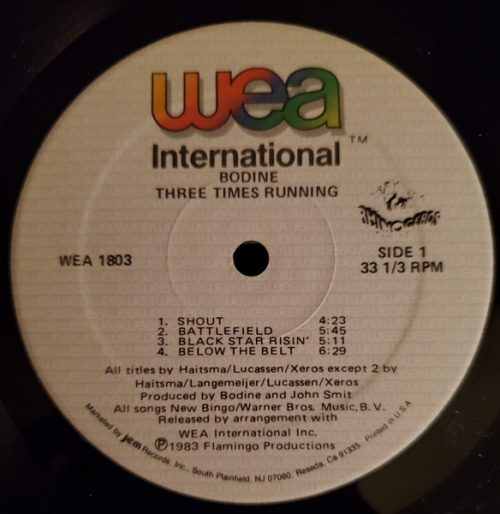 wea
TM
International
BODINE
THREE TIMES RUNNING
RHINOCEROS
WEA 1803
SIDE 1
33 1/3 RPM
1. SHOUT 4:23
2. BATTLEFIELD 5:45
3. BLACK STAR RISIN' 5:11
4. BELOW THE BELT 6:29
All titles by Haitsma/Lucassen/Xeros except 2 by
Haitsma/Langemeijer/Lucassen/Xeros
Produced by Bodine and John Smit
All songs New Bingo/Warner Bros. Music, B.V.
Released by arrangement with
WEA International Inc.
Ⓟ1983 Flamingo Productions
Marketed by jem Records, Inc., South Plainfield, NJ 07080, Reseda, Ca 91335 Printed in U.S.A